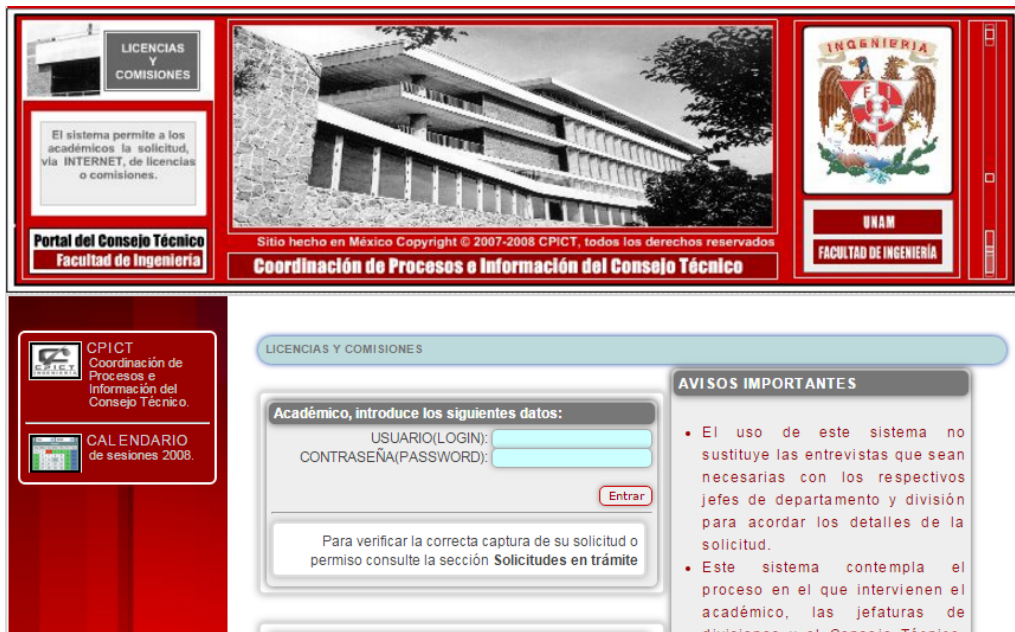 LICENCIAS
Y
COMISIONES
El sistema permite a los
académicos la solicitud,
vía INTERNET, de licencias
o comisiones.
Portal del Consejo Técnico
Facultad de Ingeniería
Sitio hecho en México Copyright © 2007-2008 CPICT, todos los derechos reservados
Coordinación de Procesos e Información del Consejo Técnico
INGENIERIA
F I
UNAM
FACULTAD DE INGENIERÍA
CPICT
INGENIERIA
CPICT
Coordinación de
Procesos e
Información del
Consejo Técnico.
CALENDARIO
de sesiones 2008.
LICENCIAS Y COMISIONES
Académico, introduce los siguientes datos:
USUARIO(LOGIN):
CONTRASEÑA(PASSWORD):
Entrar
Para verificar la correcta captura de su solicitud o
permiso consulte la sección Solicitudes en trámite
AVISOS IMPORTANTES
El uso de este sistema no
sustituye las entrevistas que sean
necesarias con los respectivos
jefes de departamento y división
para acordar los detalles de la
solicitud.
Este sistema contempla el
proceso en el que intervienen el
académico, las jefaturas de
divisiones y el Consejo Técnico,